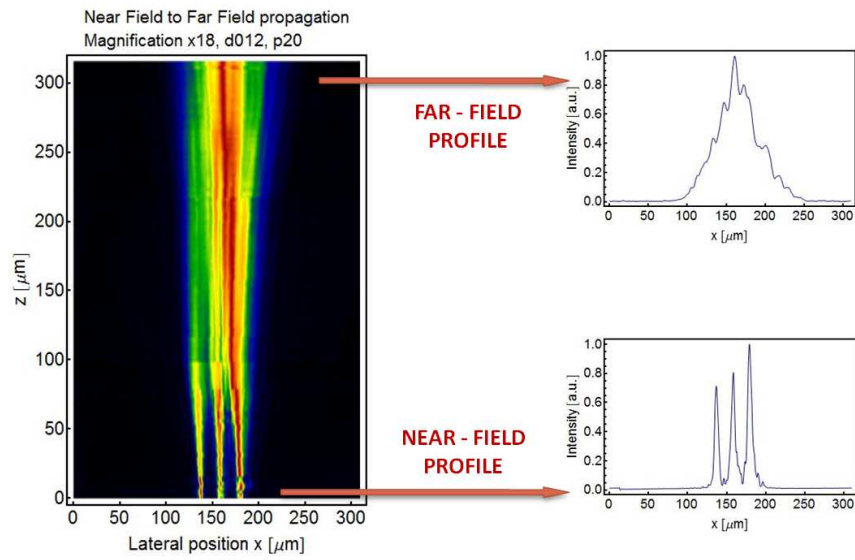 Near Field to Far Field propagation
Magnification x18, d012, p20
300
250
200
150
100
50
0
z [μm]
0 50 100 150 200 250 300
Lateral position x [μm]
FAR - FIELD
PROFILE
NEAR - FIELD
PROFILE
1.0
0.8
0.6
0.4
0.2
0.0
Intensity [a.u.]
0 50 100 150 200 250 300
x [μm]
1.0
0.8
0.6
0.4
0.2
0.0
Intensity [a.u.]
0 50 100 150 200 250 300
x [μm]